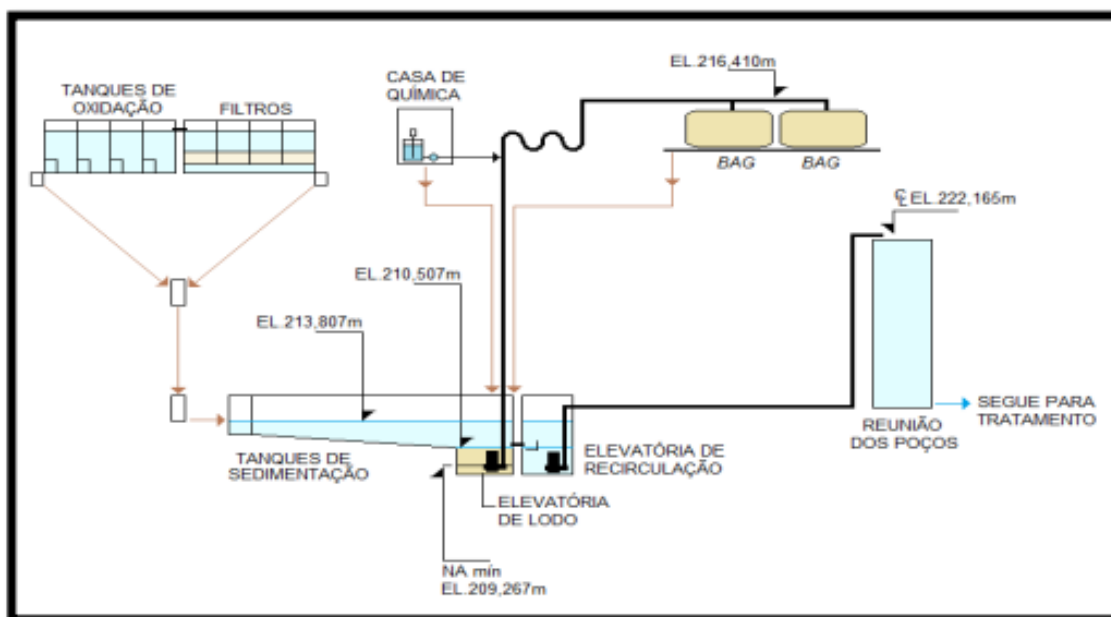 TANQUES DE
OXIDAÇÃO
FILTROS
CASA DE
QUÍMICA
EL.216,410m
BAG
BAG
℄ EL.222,165m
EL.210,507m
EL.213,807m
SEGUE PARA
TRATAMENTO
REUNIÃO
DOS POÇOS
TANQUES DE
SEDIMENTAÇÃO
ELEVATÓRIA DE
RECIRCULAÇÃO
ELEVATÓRIA
DE LODO
NA mín
EL.209,267m